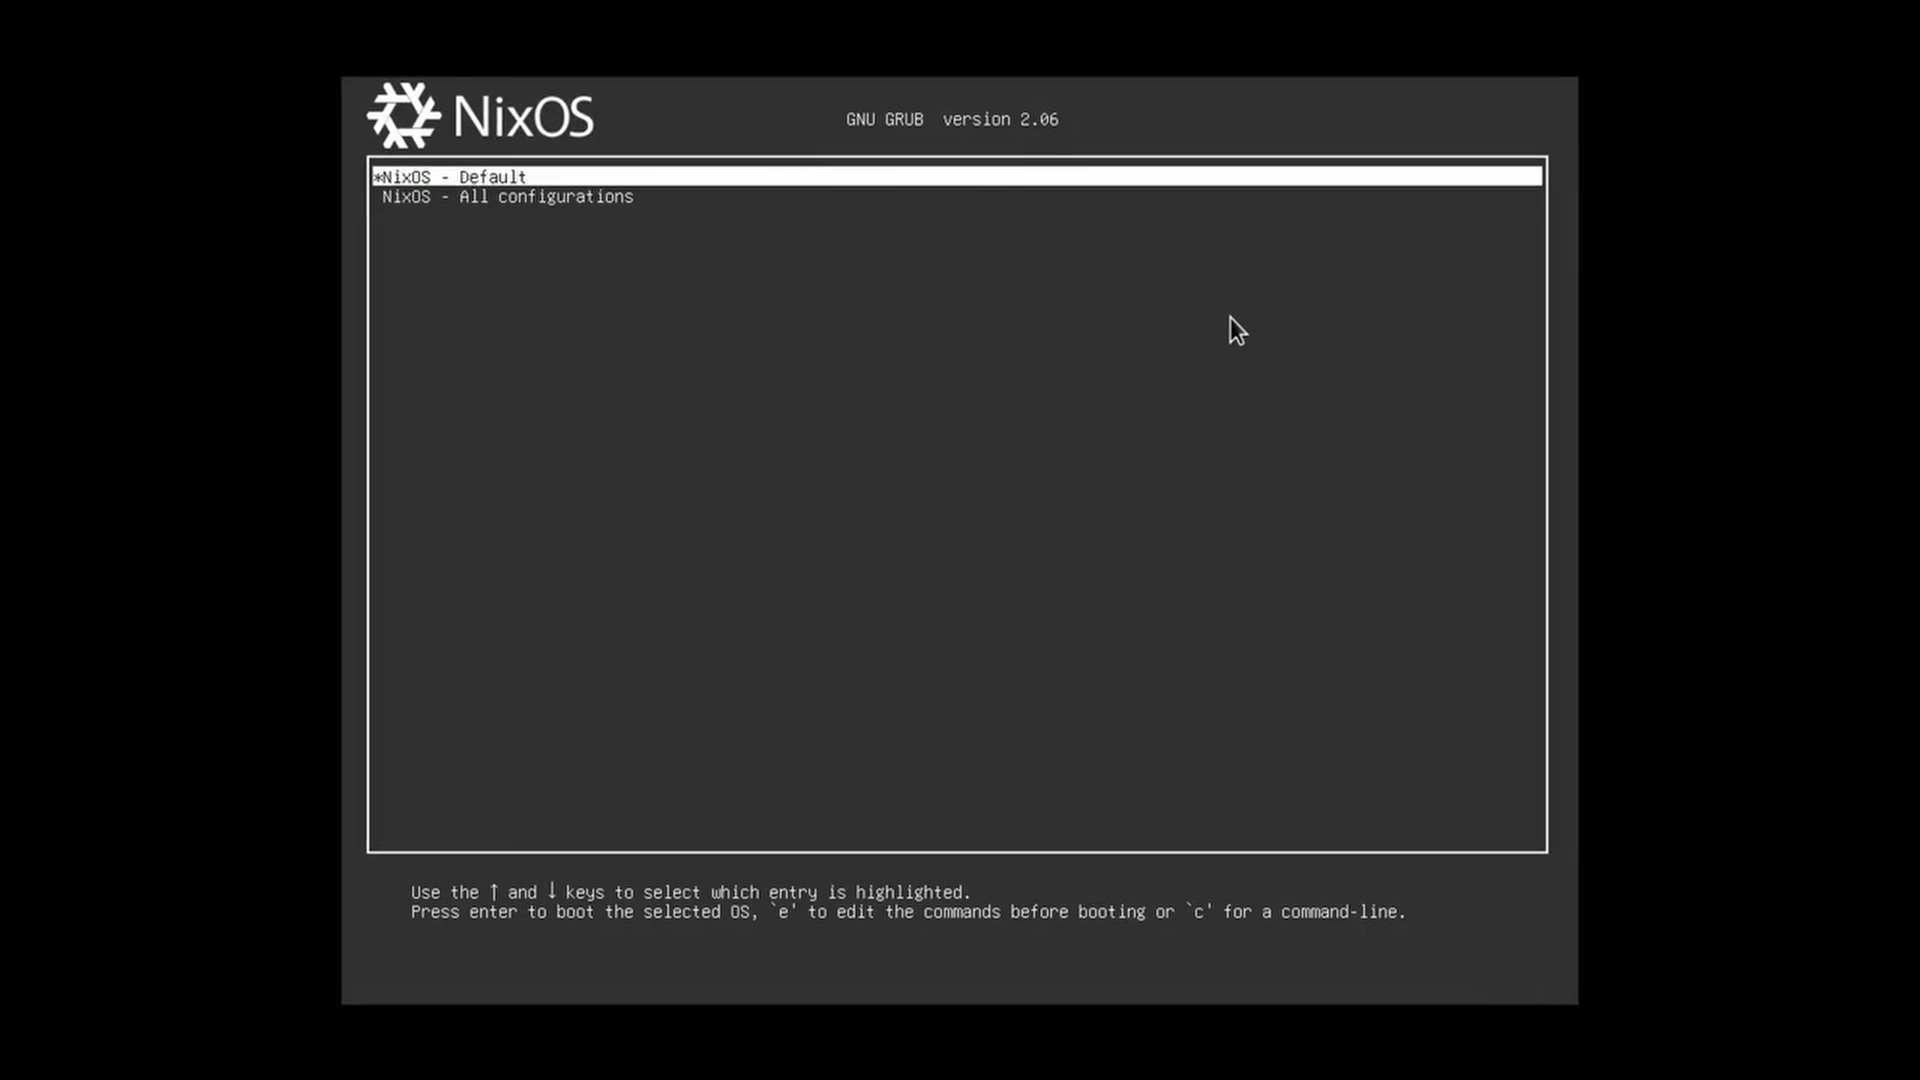 NixOS
GNU GRUB  version 2.06
*NixOS - Default
NixOS - All configurations
Use the ↑ and ↓ keys to select which entry is highlighted.
Press enter to boot the selected OS, `e' to edit the commands before booting or `c' for a command-line.